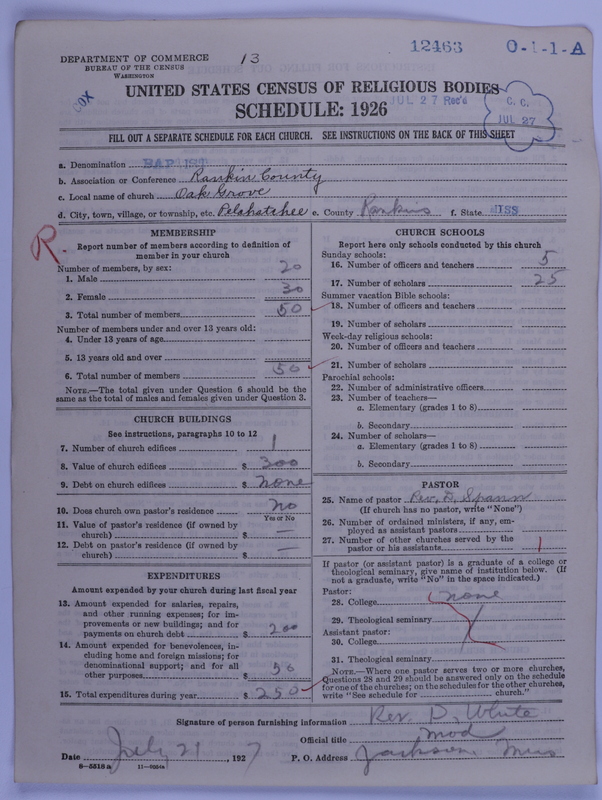 12463 0-1-1-A
DEPARTMENT OF COMMERCE 13
BUREAU OF THE CENSUS
WASHINGTON
COX
UNITED STATES CENSUS OF RELIGIOUS BODIES
JUL 27 Rec'd
C. C.
JUL 27
SCHEDULE: 1926
FILL OUT A SEPARATE SCHEDULE FOR EACH CHURCH. SEE INSTRUCTIONS ON THE BACK OF THIS SHEET
a. Denomination BAPTIST
b. Association or Conference Rankin County
c. Local name of church Oak Grove
d. City, town, village, or township, etc. Pelahatchee e. County Rankin f. State MISS
R
MEMBERSHIP
Report number of members according to definition of
member in your church
Number of members, by sex:
1. Male 20
2. Female 30
3. Total number of members 50
Number of members under and over 13 years old:
4. Under 13 years of age
5. 13 years old and over
6. Total number of members 50
NOTE.—The total given under Question 6 should be
same as the total of males and females given under Question 3.
CHURCH BUILDINGS
See instructions, paragraphs 10 to 12
7. Number of church edifices 1
8. Value of church edifices $ 300
9. Debt on church edifices $ none
10. Does church own pastor's residence no
Yes or No
11. Value of pastor's residence (if owned by
church) $ —
12. Debt on pastor's residence (if owned by
church) $ —
EXPENDITURES
Amount expended by your church during last fiscal year
13. Amount expended for salaries, repairs,
and other running expenses; for im-
provements or new buildings; and for
payments on church debt $ 200
14. Amount expended for benevolences, in-
cluding home and foreign missions; for
denominational support; and for all
other purposes $ 50
15. Total expenditures during year $ 250
CHURCH SCHOOLS
Report here only schools conducted by this church
Sunday schools:
16. Number of officers and teachers 5
17. Number of scholars 25
Summer vacation Bible schools:
18. Number of officers and teachers
19. Number of scholars
Week-day religious schools:
20. Number of officers and teachers
21. Number of scholars
Parochial schools:
22. Number of administrative officers
23. Number of teachers—
a. Elementary (grades 1 to 8)
b. Secondary
24. Number of scholars—
a. Elementary (grades 1 to 8)
b. Secondary
PASTOR
25. Name of pastor Rev. D. Spann
(If church has no pastor, write "None")
26. Number of ordained ministers, if any, em-
ployed as assistant pastors
27. Number of other churches served by the
pastor or his assistants 1
If pastor (or assistant pastor) is a graduate of a college or
theological seminary, give name of institution below. (If
not a graduate, write "No" in the space indicated.)
Pastor:
28. College none
29. Theological seminary
Assistant pastor:
30. College
31. Theological seminary
NOTE.—Where one pastor serves two or more churches,
Questions 28 and 29 should be answered only on the schedule
for one of the churches; on the schedules for the other churches,
write "See schedule for church."
Signature of person furnishing information Rev. D. White
Official title Mod
Date July 21, 1927 P. O. Address Jackson Miss
8-5518a 11-9054a